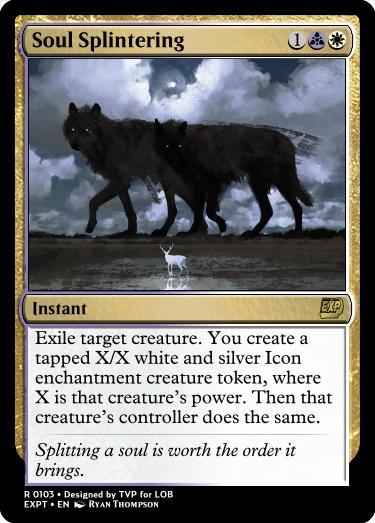 Soul Splintering 1
Instant EXP
Exile target creature. You create a
tapped X/X white and silver Icon
enchantment creature token, where
X is that creature's power. Then that
creature's controller does the same.
Splitting a soul is worth the order it
brings.
R 0103 • Designed by TVP for LOB
EXPT • EN Ryan Thompson